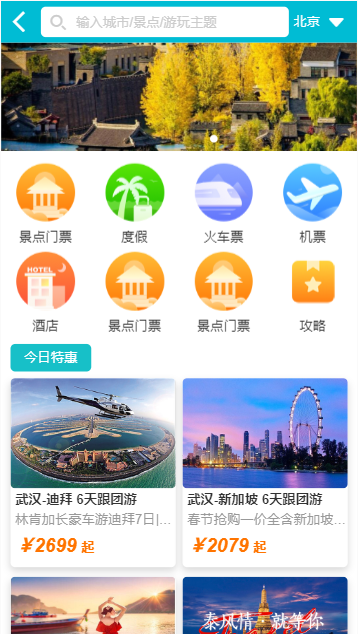 输入城市/景点/游玩主题
北京
景点门票
度假
火车票
机票
HOTEL
酒店
景点门票
景点门票
攻略
今日特惠
武汉-迪拜 6天跟团游
林肯加长豪车游迪拜7日|...
¥2699 起
武汉-新加坡 6天跟团游
春节抢购一价全含新加坡...
¥2079 起
秦风情·就等你